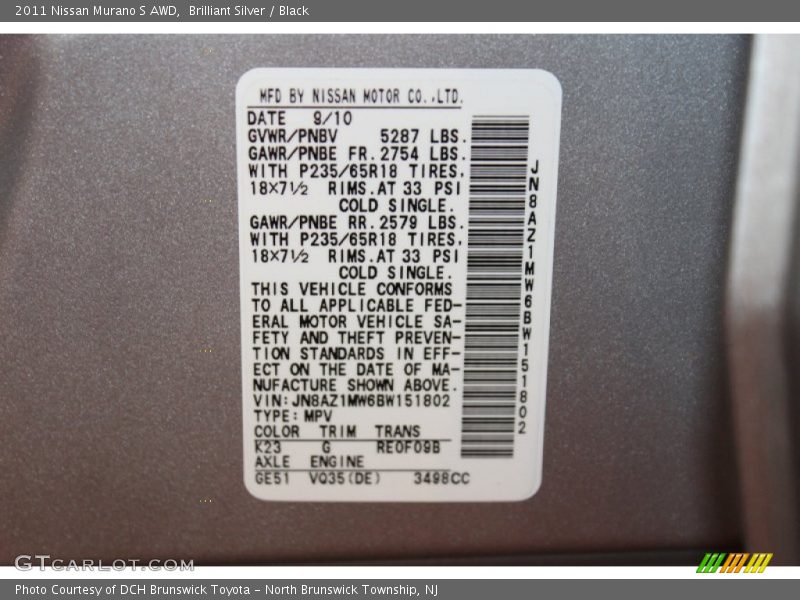 2011 Nissan Murano S AWD, Brilliant Silver / Black
MFD BY NISSAN MOTOR CO.,LTD.
DATE 9/10
GVWR/PNBV 5287 LBS.
GAWR/PNBE FR. 2754 LBS.
WITH P235/65R18 TIRES,
18×7½ RIMS.AT 33 PSI
COLD SINGLE.
GAWR/PNBE RR. 2579 LBS.
WITH P235/65R18 TIRES,
18×7½ RIMS.AT 33 PSI
COLD SINGLE.
THIS VEHICLE CONFORMS
TO ALL APPLICABLE FED-
ERAL MOTOR VEHICLE SA-
FETY AND THEFT PREVEN-
TION STANDARDS IN EFF-
ECT ON THE DATE OF MA-
NUFACTURE SHOWN ABOVE.
VIN:JN8AZ1MW6BW151802
TYPE:MPV
COLOR TRIM TRANS
K23 G RE0F09B
AXLE ENGINE
GE51 VQ35(DE) 3498CC
JN8AZ1MW6BW151802
GTCARLOT.COM
Photo Courtesy of DCH Brunswick Toyota - North Brunswick Township, NJ